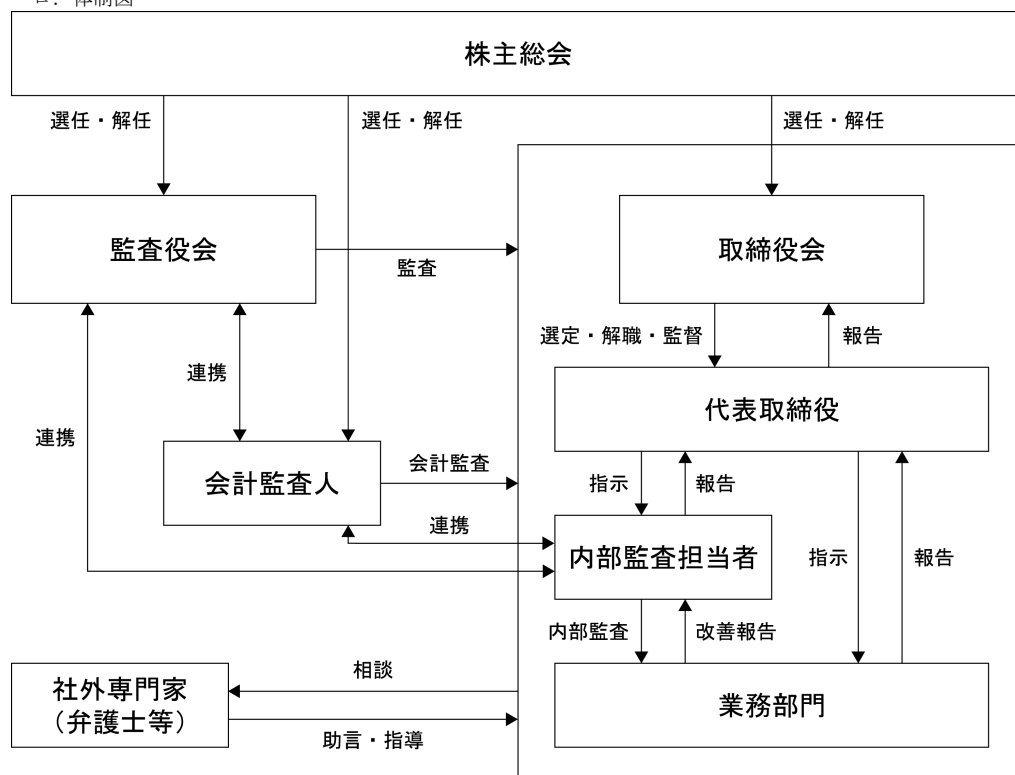 株主総会
選任・解任
選任・解任
選任・解任
監査役会
取締役会
監査
選定・解職・監督
報告
連携
代表取締役
連携
会計監査人
会計監査
指示
報告
連携
内部監査担当者
指示
報告
内部監査
改善報告
相談
社外専門家
（弁護士等）
業務部門
助言・指導